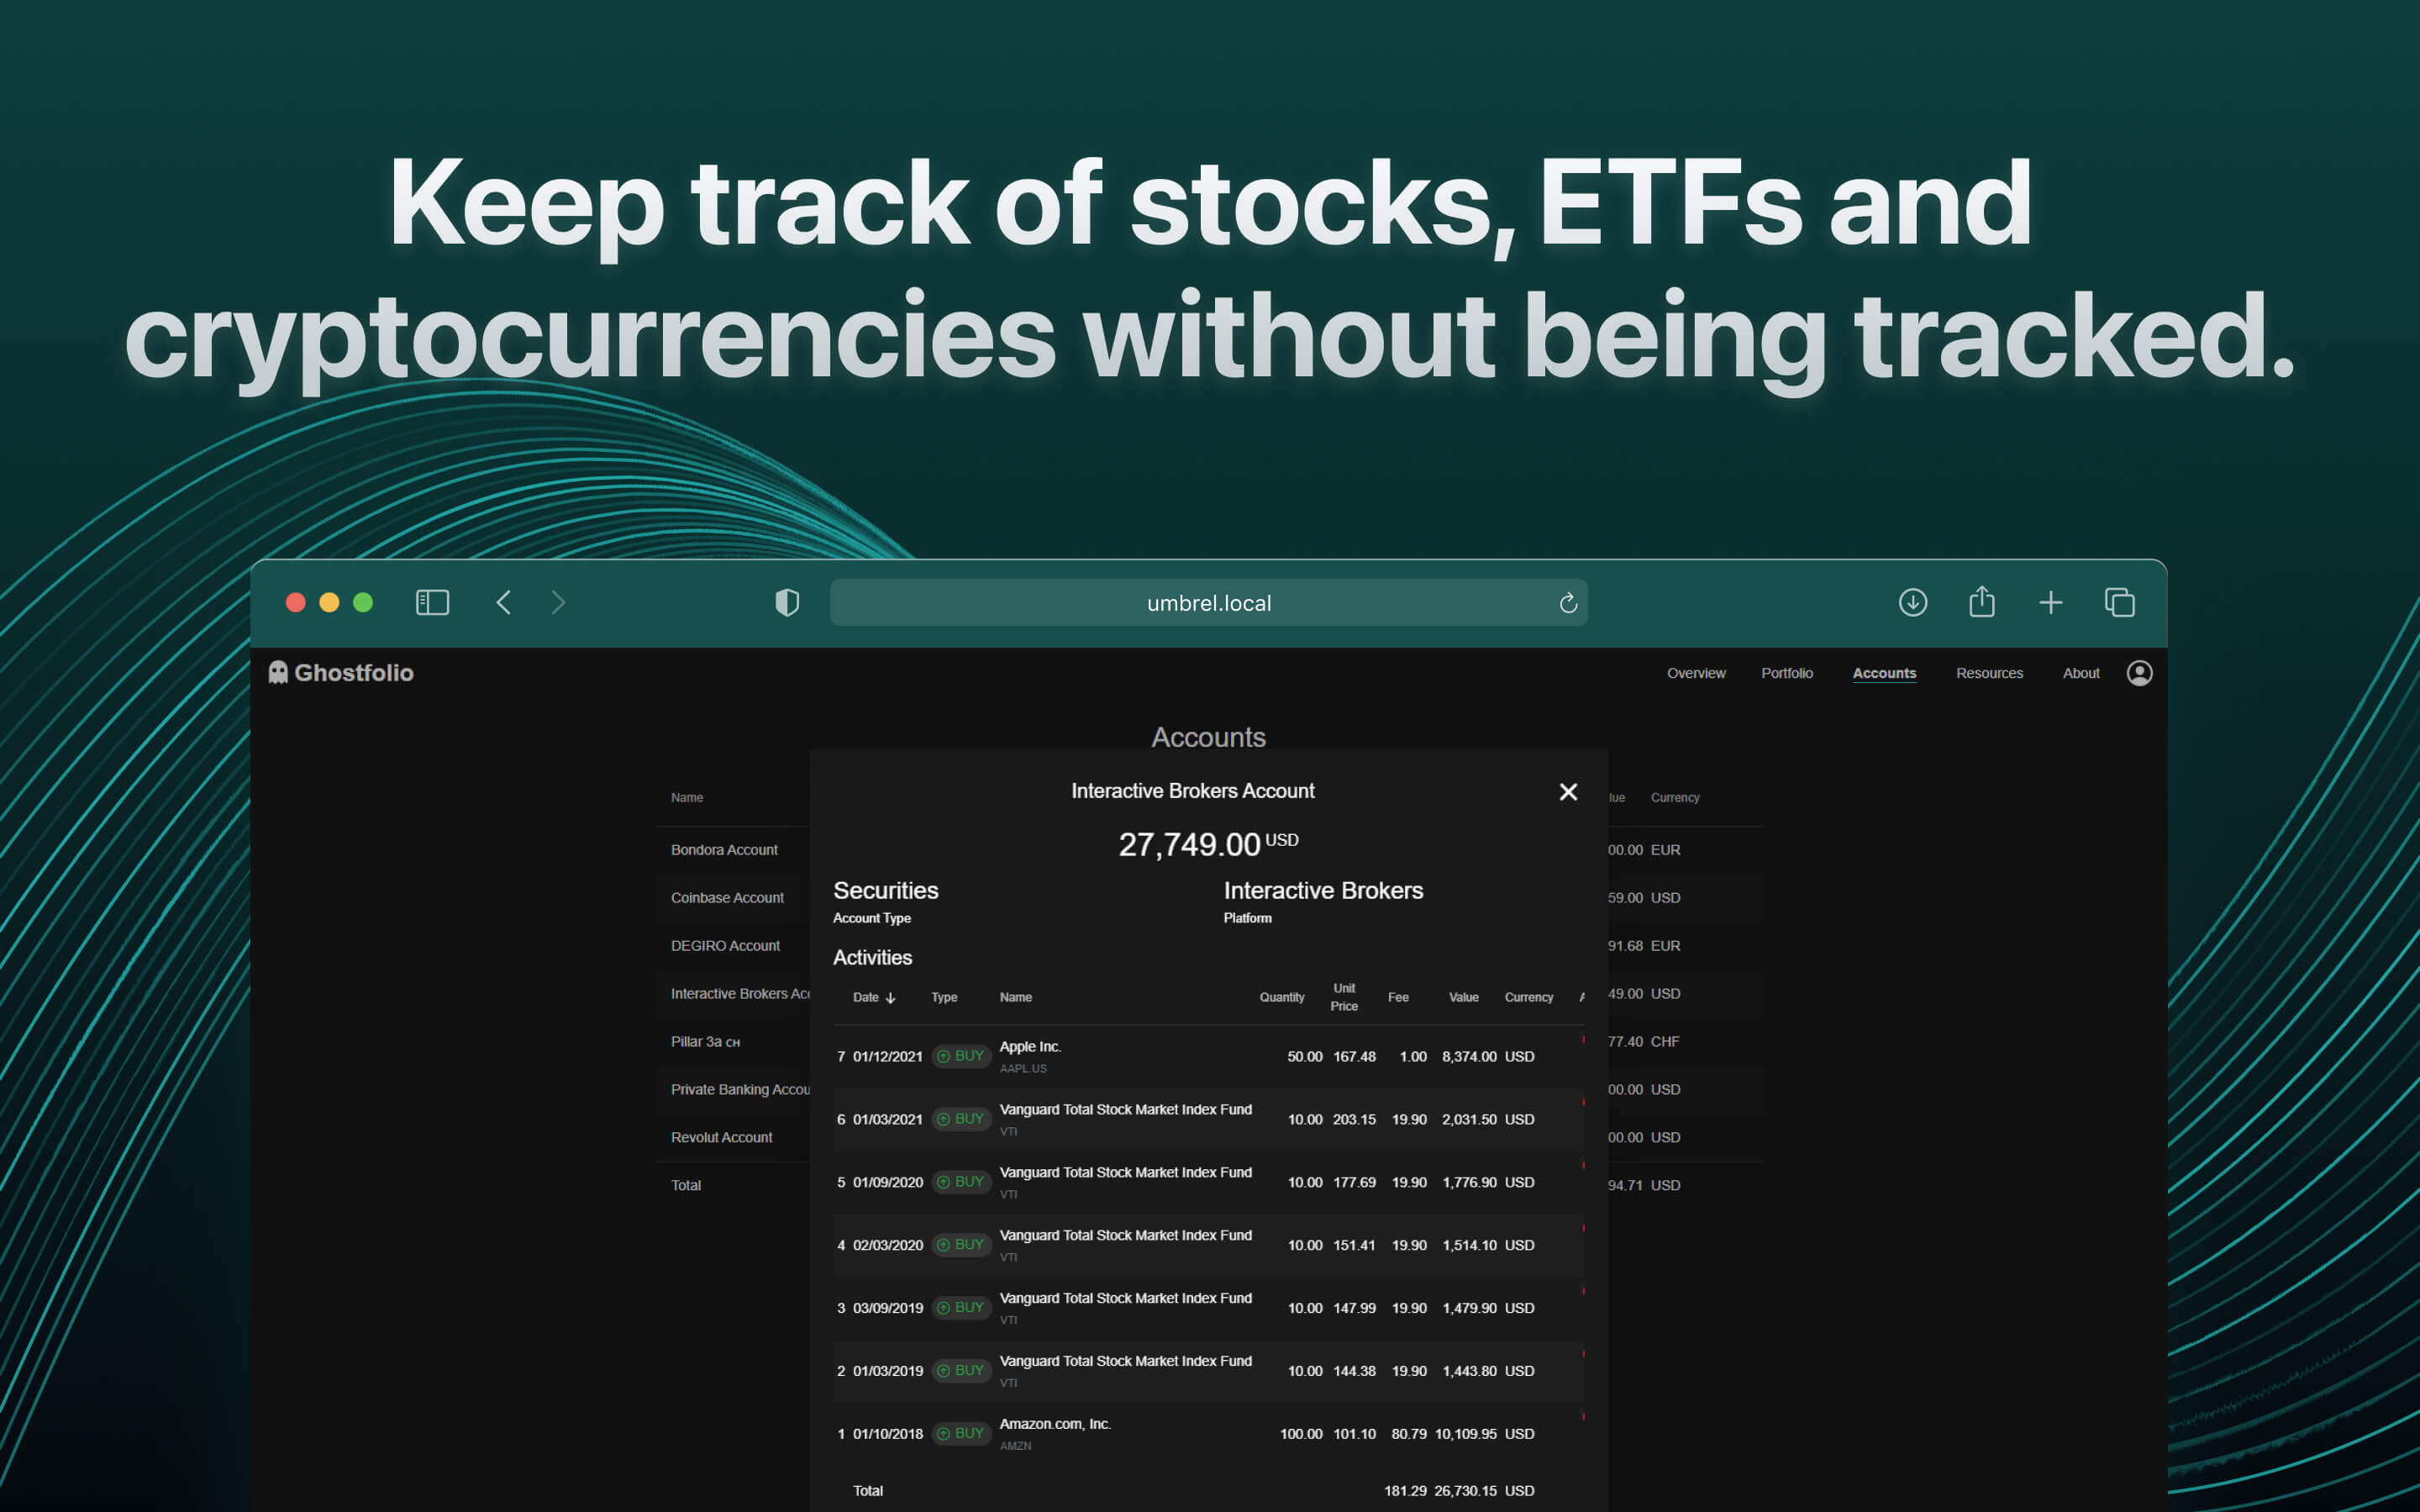 Keep track of stocks, ETFs and
cryptocurrencies without being tracked.
umbrel.local
Ghostfolio
Overview Portfolio Accounts Resources About
Accounts
Interactive Brokers Account
27,749.00 USD
Name
lue Currency
Bondora Account
00.00 EUR
Coinbase Account
59.00 USD
DEGIRO Account
91.68 EUR
Interactive Brokers Acc
49.00 USD
Pillar 3a CH
77.40 CHF
Private Banking Accou
00.00 USD
Revolut Account
00.00 USD
Total
94.71 USD
Securities
Account Type
Interactive Brokers
Platform
Activities
Date Type Name Quantity Unit Price Fee Value Currency
7 01/12/2021 BUY Apple Inc. 50.00 167.48 1.00 8,374.00 USD
AAPL.US
6 01/03/2021 BUY Vanguard Total Stock Market Index Fund 10.00 203.15 19.90 2,031.50 USD
VTI
5 01/09/2020 BUY Vanguard Total Stock Market Index Fund 10.00 177.69 19.90 1,776.90 USD
VTI
4 02/03/2020 BUY Vanguard Total Stock Market Index Fund 10.00 151.41 19.90 1,514.10 USD
VTI
3 03/09/2019 BUY Vanguard Total Stock Market Index Fund 10.00 147.99 19.90 1,479.90 USD
VTI
2 01/03/2019 BUY Vanguard Total Stock Market Index Fund 10.00 144.38 19.90 1,443.80 USD
VTI
1 01/10/2018 BUY Amazon.com, Inc. 100.00 101.10 80.79 10,109.95 USD
AMZN
Total 181.29 26,730.15 USD